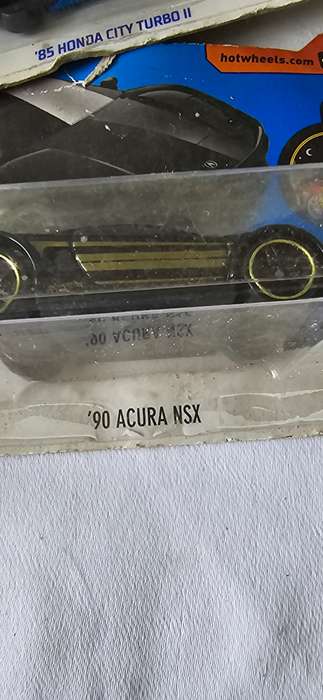 '85 HONDA CITY TURBO II
hotwheels.com
'90 ACURA NSX
'90 ACURA NSX